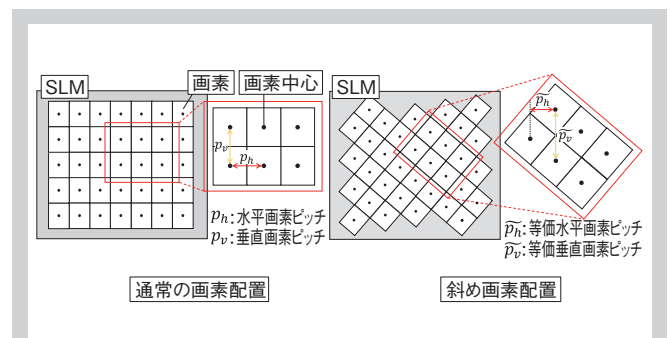 SLM
画素
画素中心
p_v
p_h
p_h:水平画素ピッチ
p_v:垂直画素ピッチ
通常の画素配置
SLM
p̃_h
p̃_v
p̃_h:等価水平画素ピッチ
p̃_v:等価垂直画素ピッチ
斜め画素配置